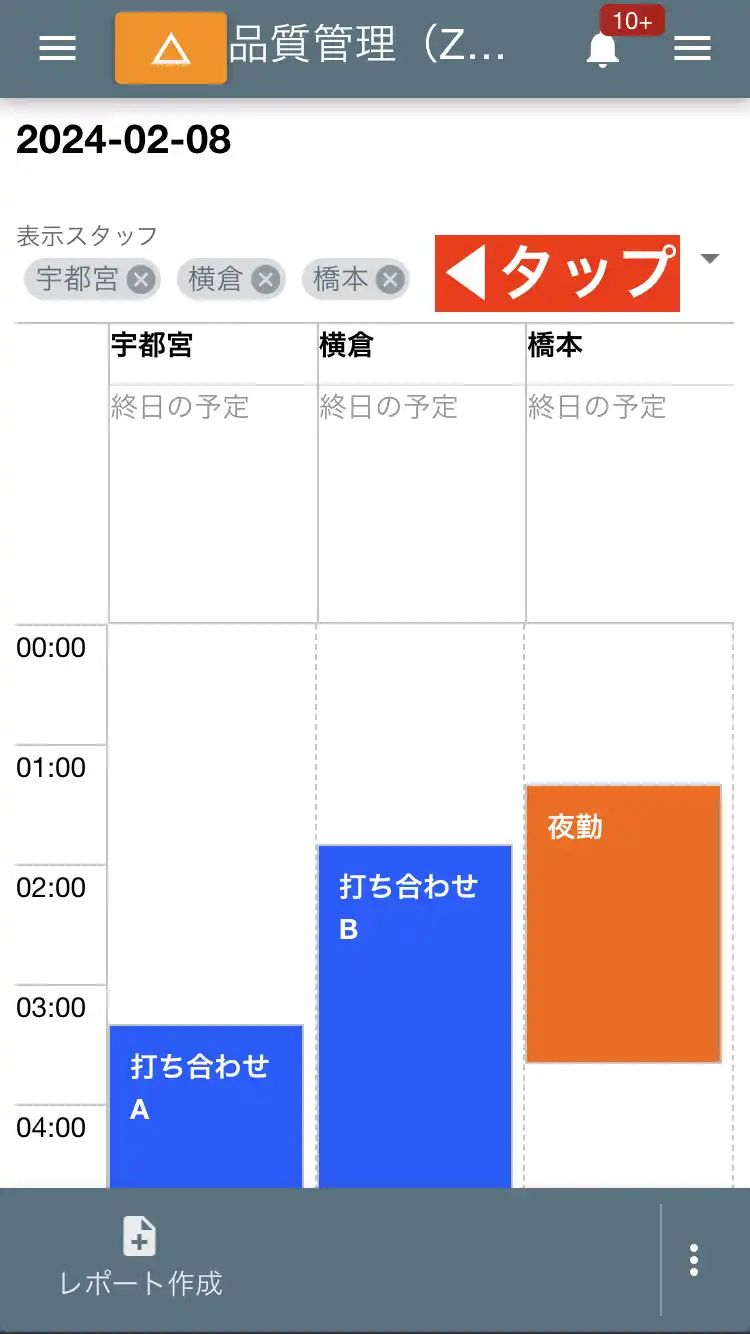 10+
品質管理（Z...
2024-02-08
表示スタッフ
宇都宮 横倉 橋本
◀タップ
宇都宮 横倉 橋本
終日の予定 終日の予定 終日の予定
00:00
01:00
夜勤
02:00
打ち合わせ
B
03:00
打ち合わせ
A
04:00
レポート作成